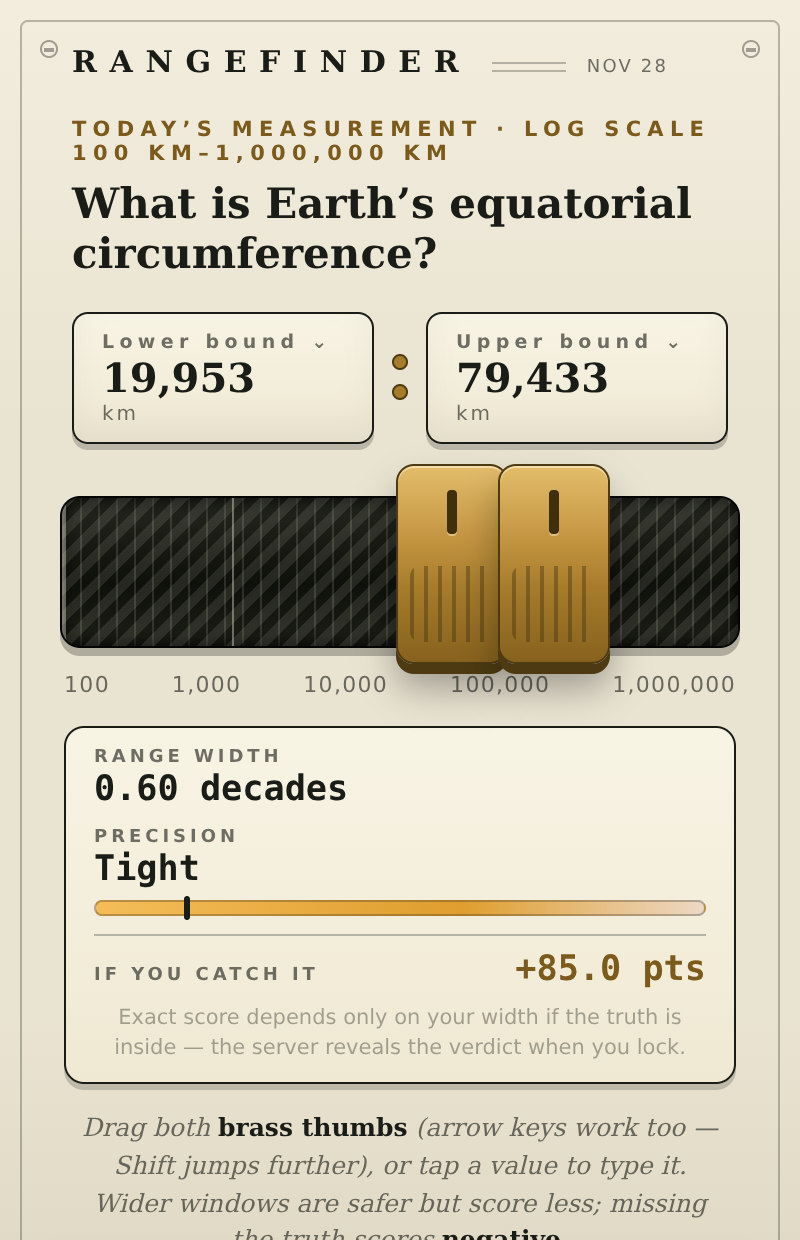 RANGEFINDER
NOV 28
TODAY’S MEASUREMENT · LOG SCALE
100 KM–1,000,000 KM
What is Earth’s equatorial
circumference?
Lower bound ⌄
19,953
km
Upper bound ⌄
79,433
km
100 1,000 10,000 100,000 1,000,000
RANGE WIDTH
0.60 decades
PRECISION
Tight
IF YOU CATCH IT
+85.0 pts
Exact score depends only on your width if the truth is
inside — the server reveals the verdict when you lock.
Drag both brass thumbs (arrow keys work too —
Shift jumps further), or tap a value to type it.
Wider windows are safer but score less; missing
the truth scores negative.